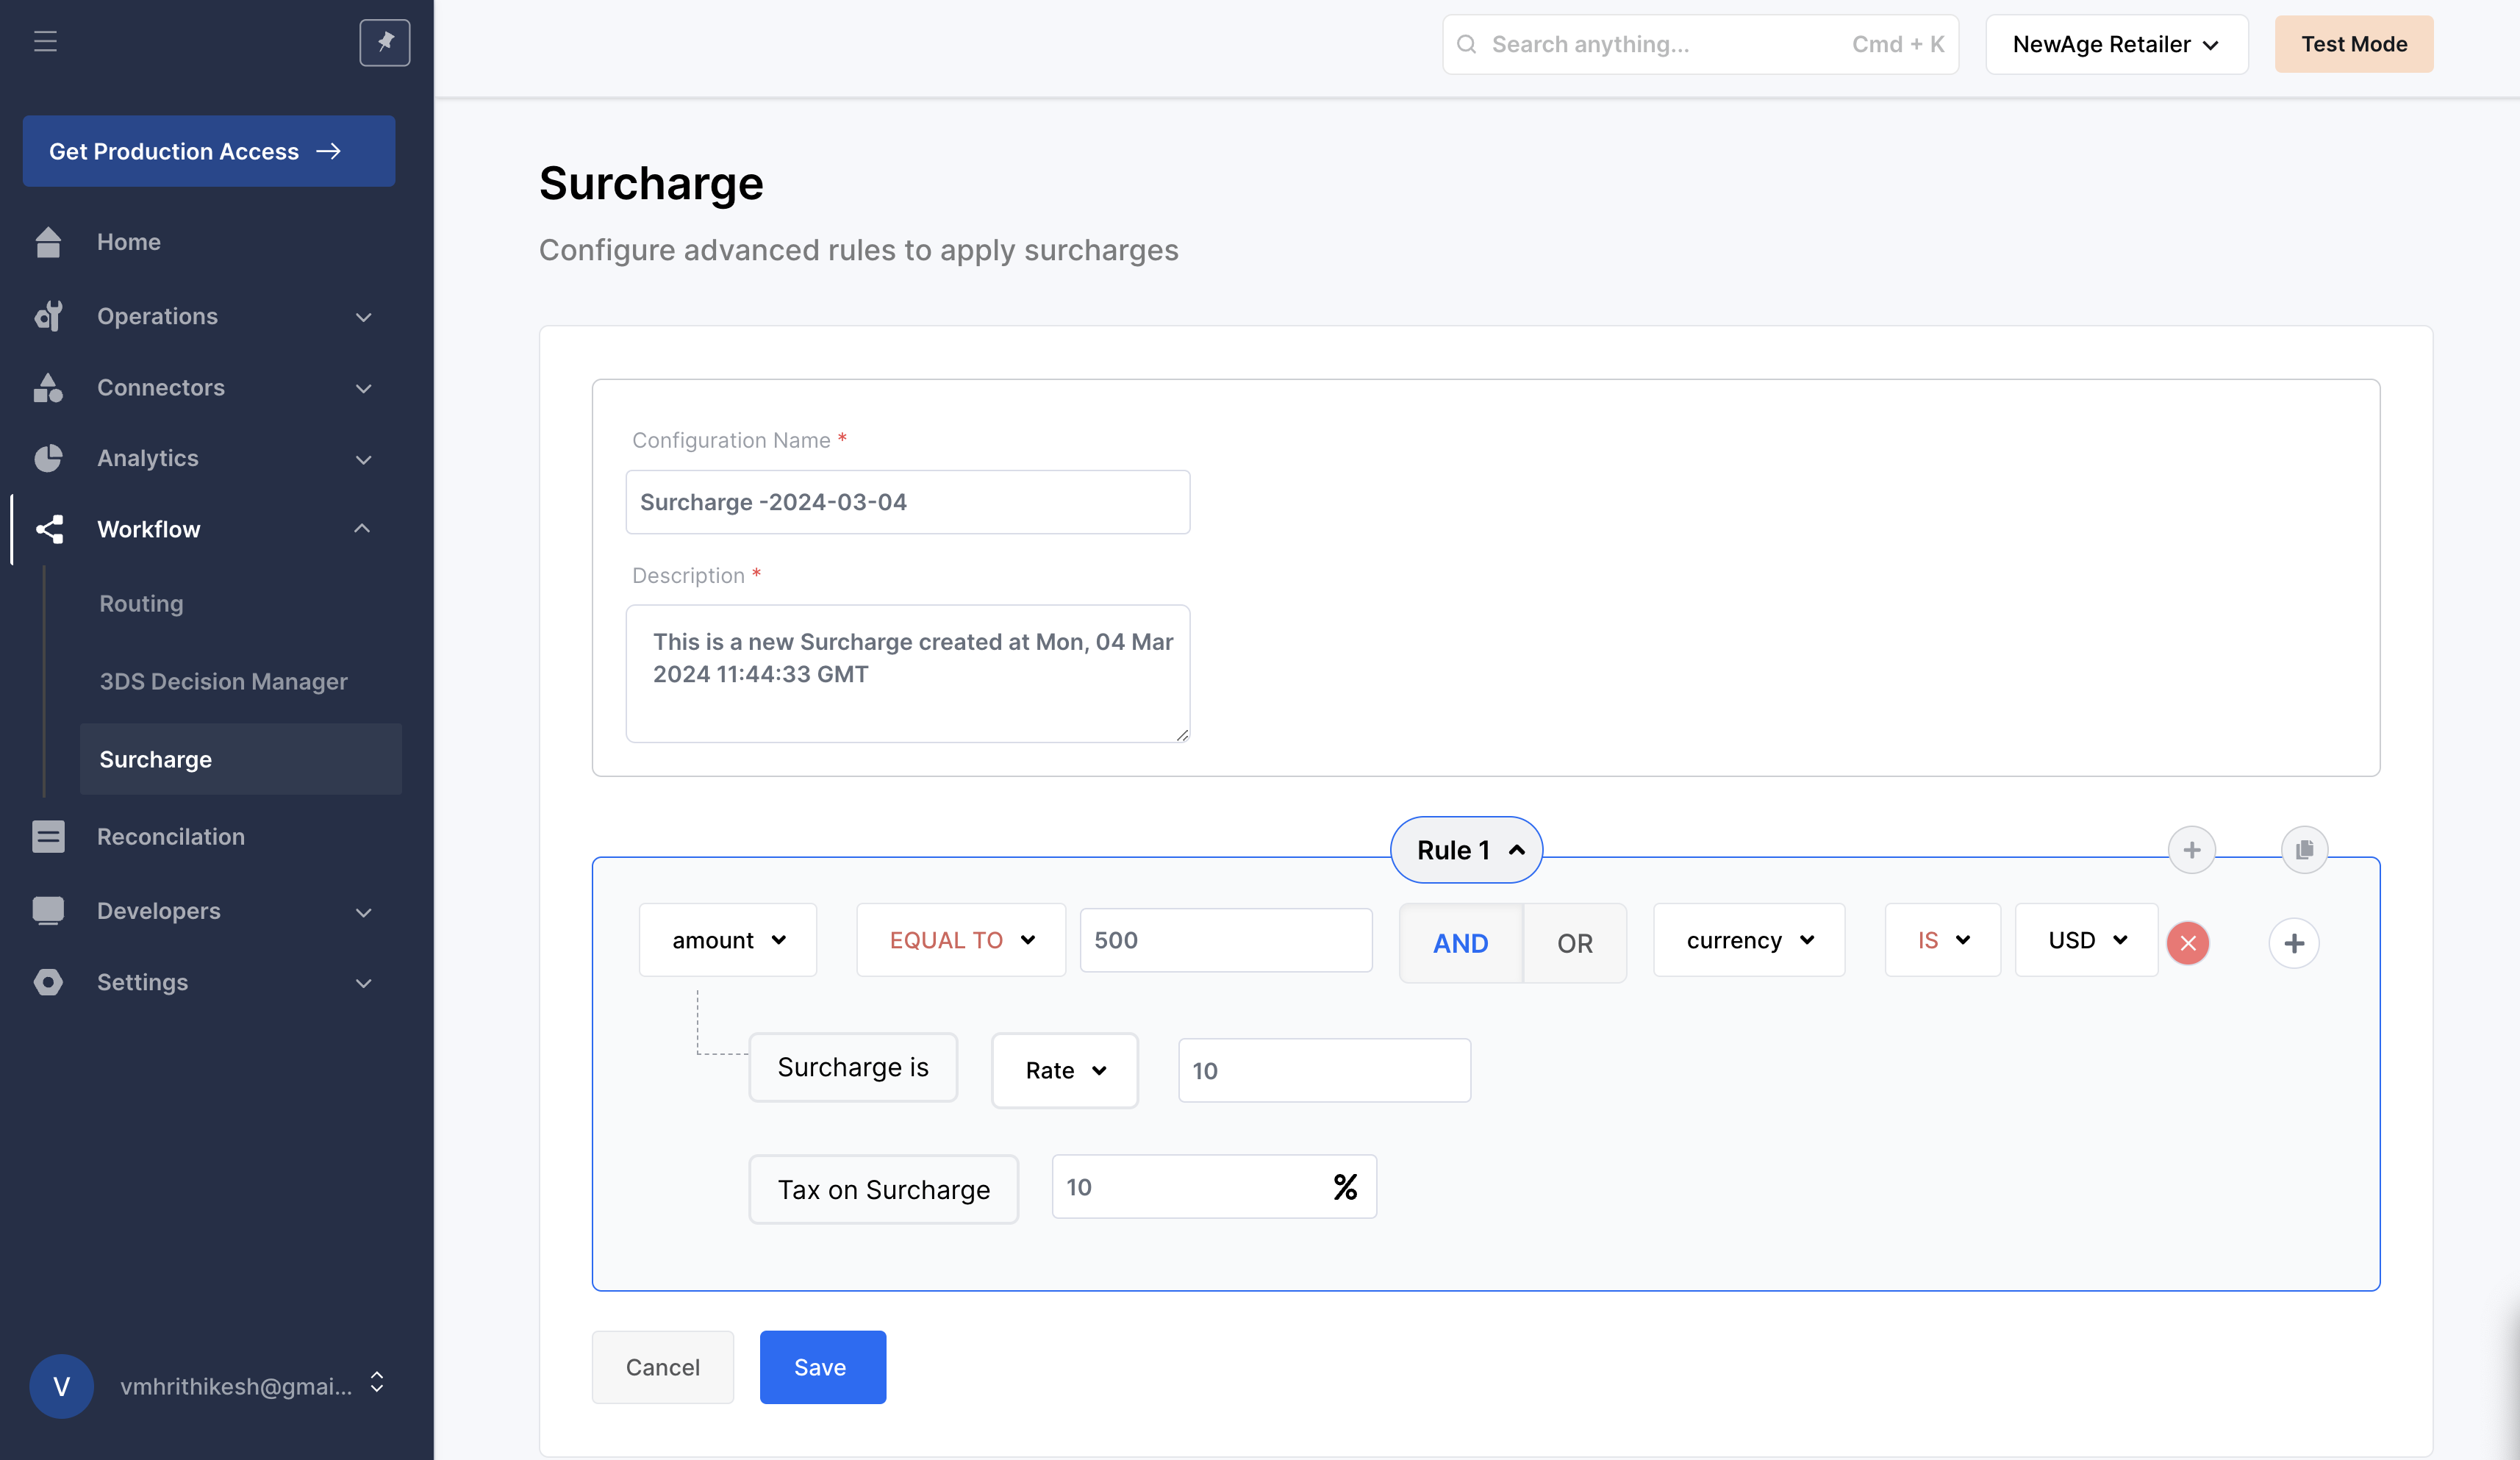 Search anything... Cmd + K
NewAge Retailer
Test Mode
Get Production Access
Home
Operations
Connectors
Analytics
Workflow
Routing
3DS Decision Manager
Surcharge
Reconcilation
Developers
Settings
V vmhrithikesh@gmai...
Surcharge
Configure advanced rules to apply surcharges
Configuration Name *
Surcharge -2024-03-04
Description *
This is a new Surcharge created at Mon, 04 Mar
2024 11:44:33 GMT
Rule 1
amount EQUAL TO 500 AND OR currency IS USD
Surcharge is Rate 10
Tax on Surcharge 10 %
Cancel Save